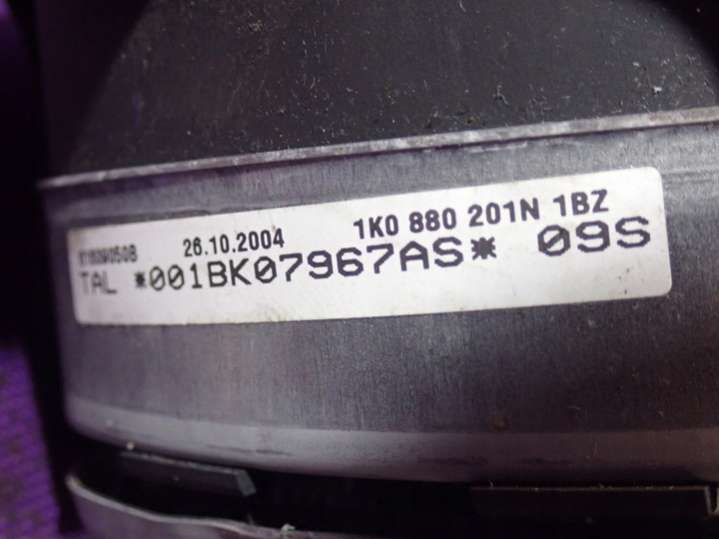 26.10.2004 1K0 880 201N 1BZ
TAL *001BK07967AS* 09S